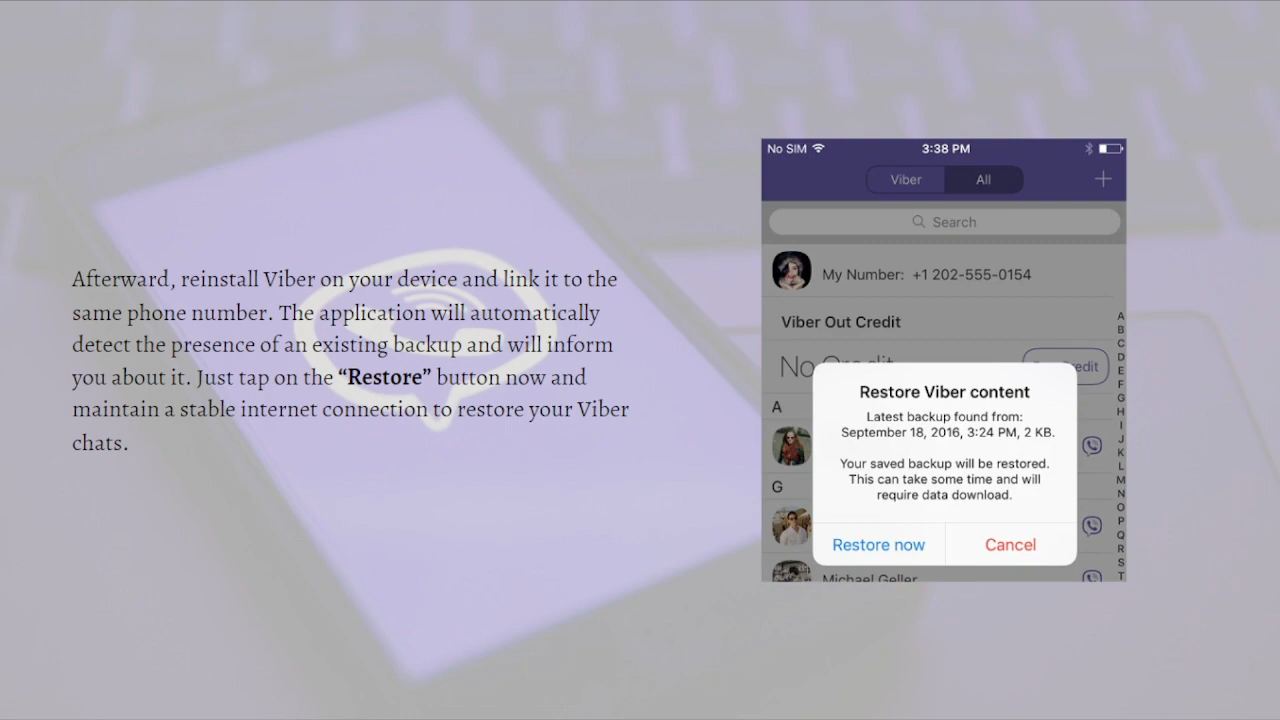 Afterward, reinstall Viber on your device and link it to the
same phone number. The application will automatically
detect the presence of an existing backup and will inform
you about it. Just tap on the “Restore” button now and
maintain a stable internet connection to restore your Viber
chats.
No SIM
3:38 PM
Viber
All
Search
My Number: +1 202-555-0154
Viber Out Credit
No Credit
A
G
Michael Geller
Restore Viber content
Latest backup found from:
September 18, 2016, 3:24 PM, 2 KB.
Your saved backup will be restored.
This can take some time and will
require data download.
Restore now
Cancel
A
B
C
D
E
F
G
H
I
J
K
L
M
N
O
P
Q
R
S
T